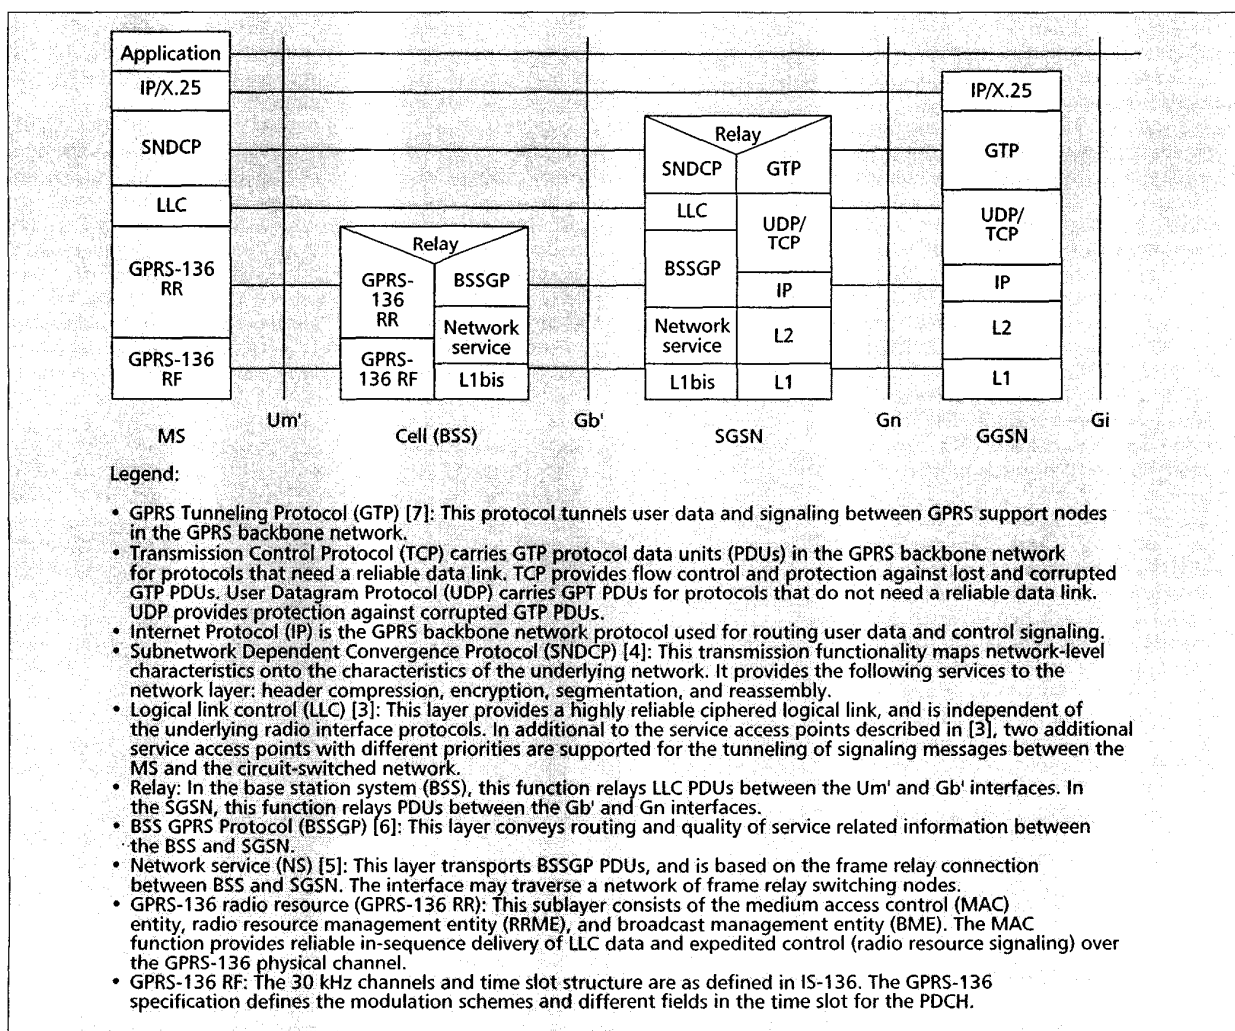 Application
IP/X.25
SNDCP
LLC
GPRS-136
RR
GPRS-136
RF
MS
Um'
Relay
GPRS-
136
RR
GPRS-
136 RF
BSSGP
Network
service
L1bis
Cell (BSS)
Gb'
Relay
SNDCP
LLC
BSSGP
Network
service
L1bis
GTP
UDP/
TCP
IP
L2
L1
SGSN
Gn
IP/X.25
GTP
UDP/
TCP
IP
L2
L1
GGSN
Gi
Legend:
• GPRS Tunneling Protocol (GTP) [7]: This protocol tunnels user data and signaling between GPRS support nodes
in the GPRS backbone network.
• Transmission Control Protocol (TCP) carries GTP protocol data units (PDUs) in the GPRS backbone network
for protocols that need a reliable data link. TCP provides flow control and protection against lost and corrupted
GTP PDUs. User Datagram Protocol (UDP) carries GPT PDUs for protocols that do not need a reliable data link.
UDP provides protection against corrupted GTP PDUs.
• Internet Protocol (IP) is the GPRS backbone network protocol used for routing user data and control signaling.
• Subnetwork Dependent Convergence Protocol (SNDCP) [4]: This transmission functionality maps network-level
characteristics onto the characteristics of the underlying network. It provides the following services to the
network layer: header compression, encryption, segmentation, and reassembly.
• Logical link control (LLC) [3]: This layer provides a highly reliable ciphered logical link, and is independent of
the underlying radio interface protocols. In additional to the service access points described in [3], two additional
service access points with different priorities are supported for the tunneling of signaling messages between the
MS and the circuit-switched network.
• Relay: In the base station system (BSS), this function relays LLC PDUs between the Um' and Gb' interfaces. In
the SGSN, this function relays PDUs between the Gb' and Gn interfaces.
• BSS GPRS Protocol (BSSGP) [6]: This layer conveys routing and quality of service related information between
the BSS and SGSN.
• Network service (NS) [5]: This layer transports BSSGP PDUs, and is based on the frame relay connection
between BSS and SGSN. The interface may traverse a network of frame relay switching nodes.
• GPRS-136 radio resource (GPRS-136 RR): This sublayer consists of the medium access control (MAC)
entity, radio resource management entity (RRME), and broadcast management entity (BME). The MAC
function provides reliable in-sequence delivery of LLC data and expedited control (radio resource signaling) over
the GPRS-136 physical channel.
• GPRS-136 RF: The 30 kHz channels and time slot structure are as defined in IS-136. The GPRS-136
specification defines the modulation schemes and different fields in the time slot for the PDCH.